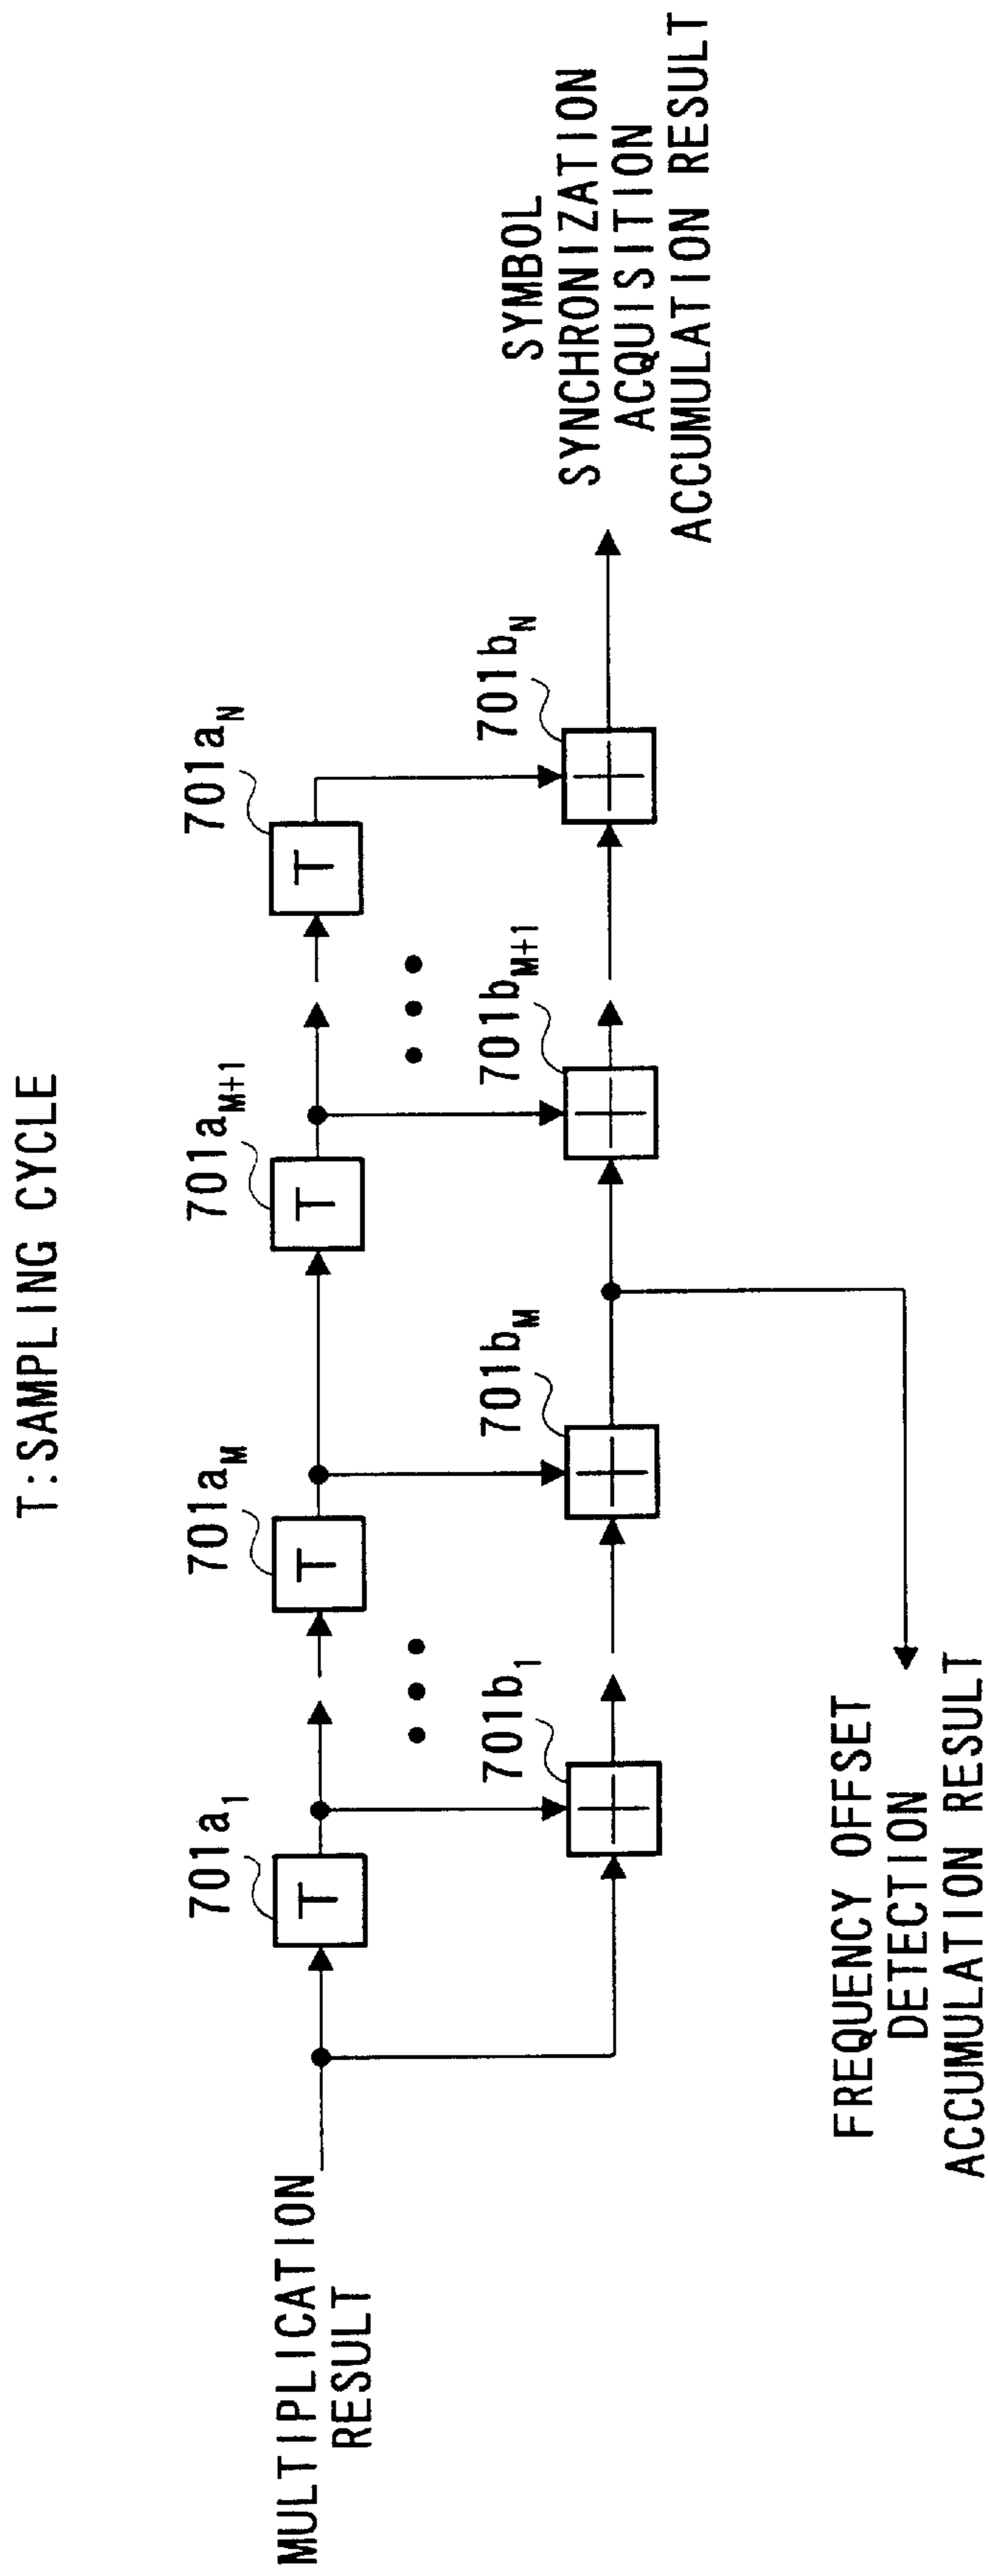 T:SAMPLING CYCLE
MULTIPLICATION
RESULT
701a1
T
701aM
T
701aM+1
T
701aN
T
701b1
701bM
701bM+1
701bN
SYMBOL
SYNCHRONIZATION
ACQUISITION
ACCUMULATION RESULT
FREQUENCY OFFSET
DETECTION
ACCUMULATION RESULT